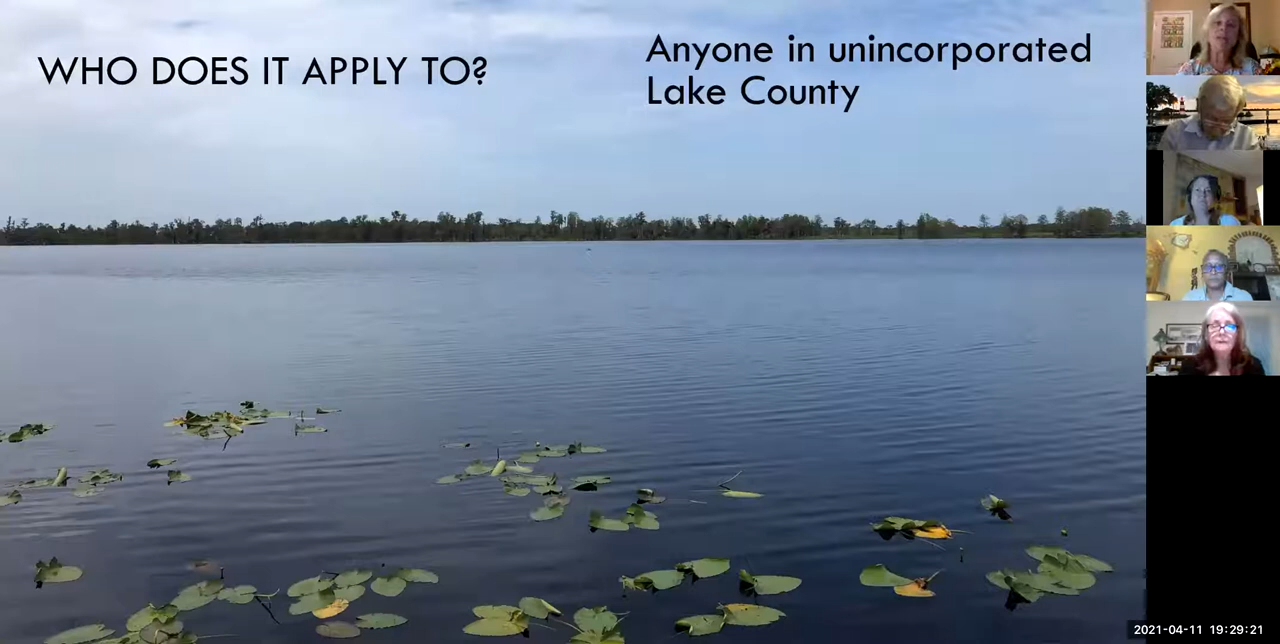 WHO DOES IT APPLY TO?
Anyone in unincorporated
Lake County
2021-04-11 19:29:21